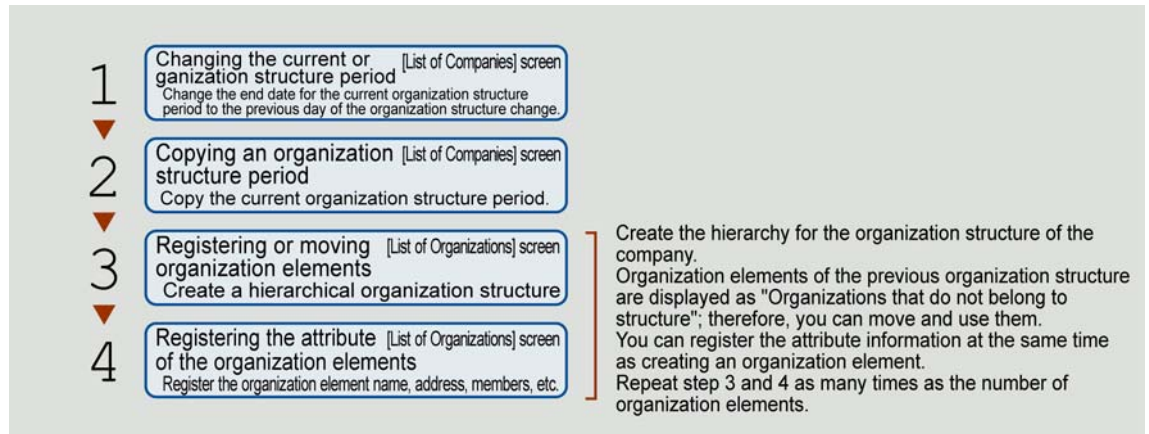 1
Changing the current or [List of Companies] screen
ganization structure period
Change the end date for the current organization structure
period to the previous day of the organization structure change.
2
Copying an organization [List of Companies] screen
structure period
Copy the current organization structure period.
3
Registering or moving [List of Organizations] screen
organization elements
Create a hierarchical organization structure
4
Registering the attribute [List of Organizations] screen
of the organization elements
Register the organization element name, address, members, etc.
Create the hierarchy for the organization structure of the
company.
Organization elements of the previous organization structure
are displayed as "Organizations that do not belong to
structure"; therefore, you can move and use them.
You can register the attribute information at the same time
as creating an organization element.
Repeat step 3 and 4 as many times as the number of
organization elements.